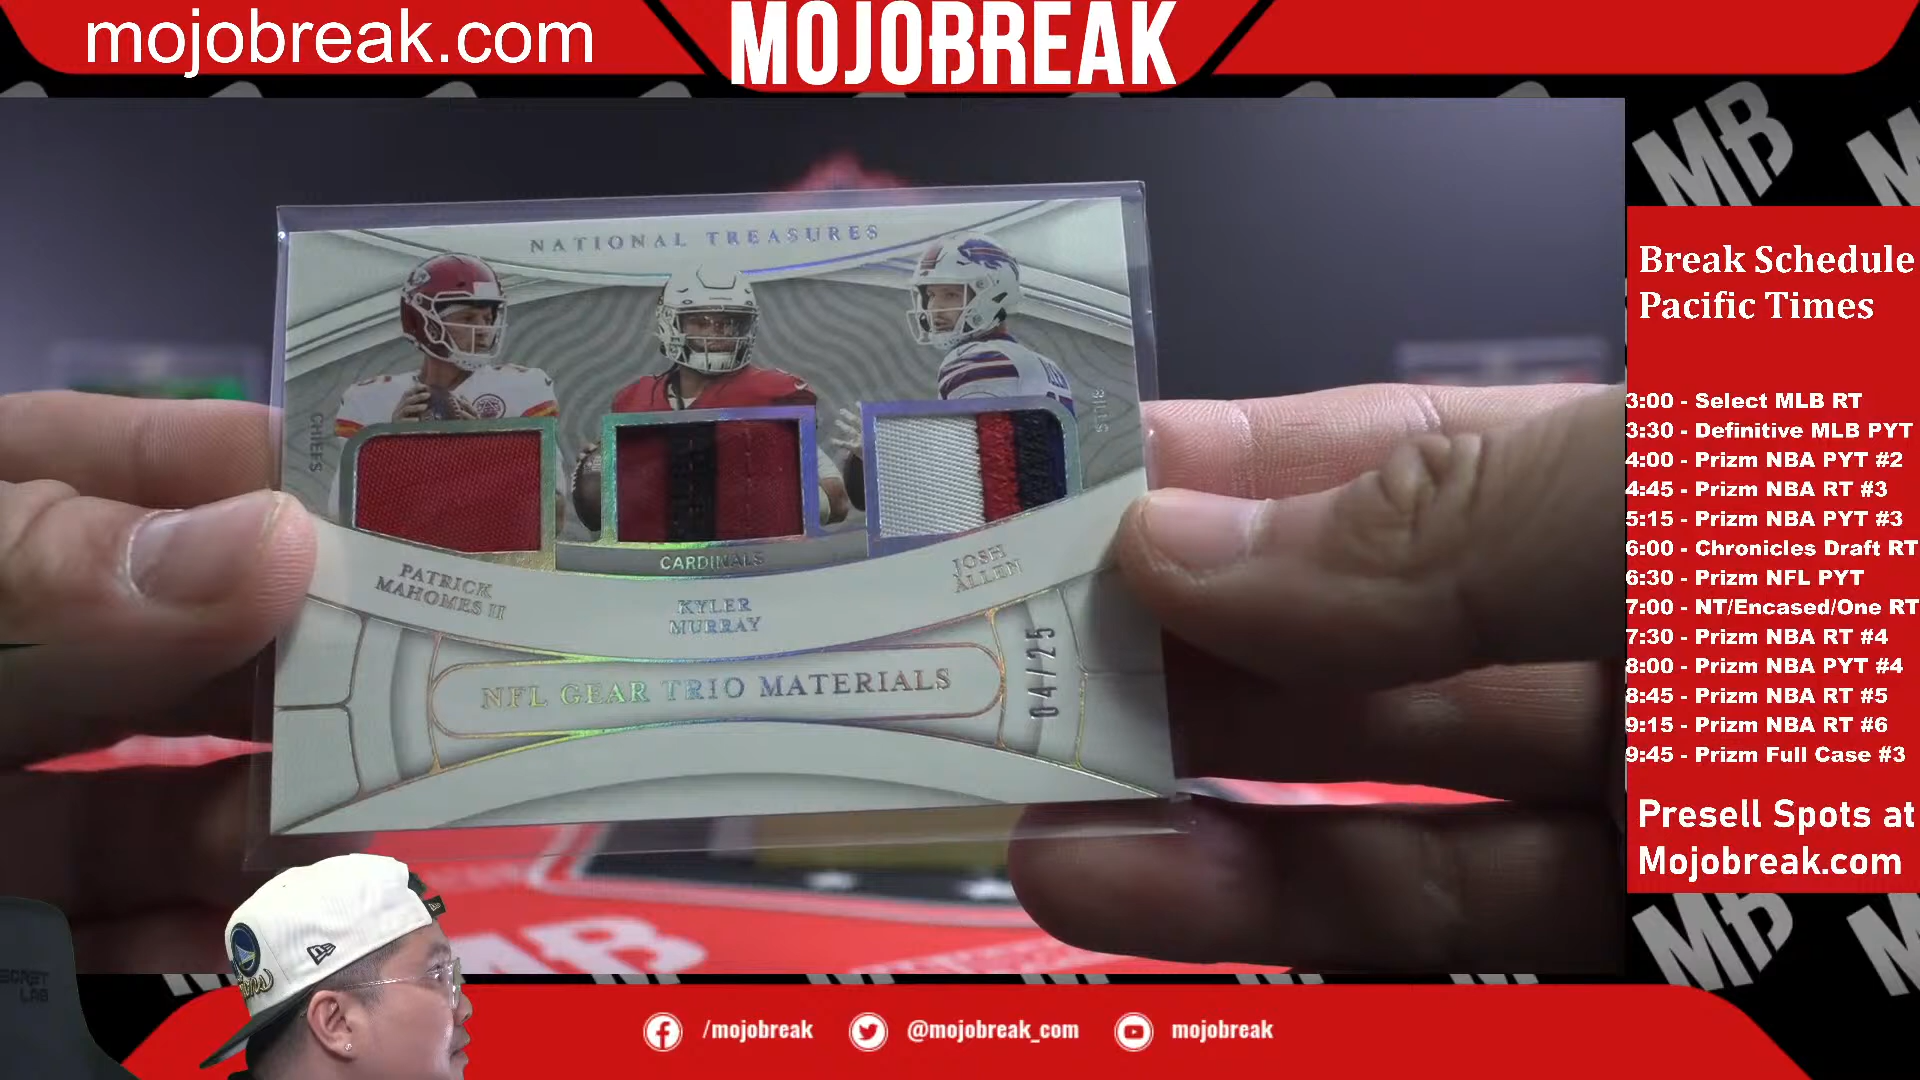 mojobreak.com
MOJOBREAK
NATIONAL TREASURES
CHIEFS
BILLS
CARDINALS
PATRICK
MAHOMES II
KYLER
MURRAY
JOSH
ALLEN
NFL GEAR TRIO MATERIALS
04/25
Break Schedule
Pacific Times
3:00 - Select MLB RT
3:30 - Definitive MLB PYT
4:00 - Prizm NBA PYT #2
4:45 - Prizm NBA RT #3
5:15 - Prizm NBA PYT #3
6:00 - Chronicles Draft RT
6:30 - Prizm NFL PYT
7:00 - NT/Encased/One RT
7:30 - Prizm NBA RT #4
8:00 - Prizm NBA PYT #4
8:45 - Prizm NBA RT #5
9:15 - Prizm NBA RT #6
9:45 - Prizm Full Case #3
Presell Spots at
Mojobreak.com
MB
MB
MB
/mojobreak
@mojobreak_com
mojobreak